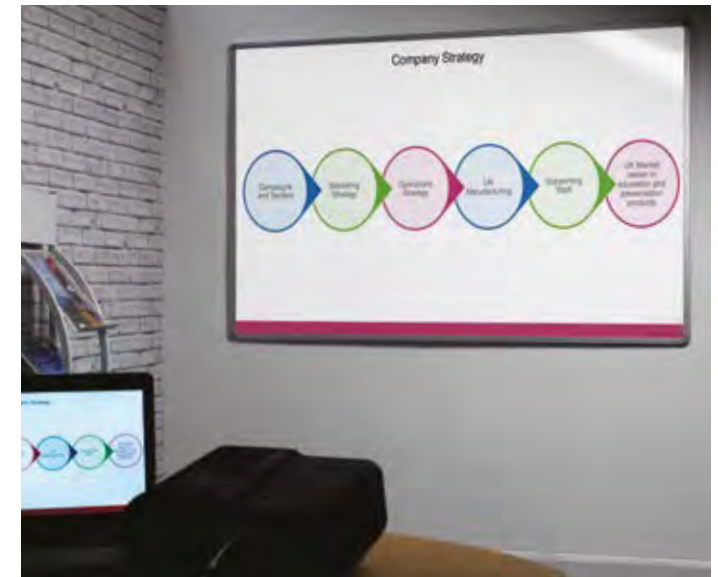 Company Strategy
Campaigns
and Tenders
Marketing
Strategy
Operations
Strategy
UK
Manufacturing
Supporting
Staff
UK Market
leader in
education and
presentation
products